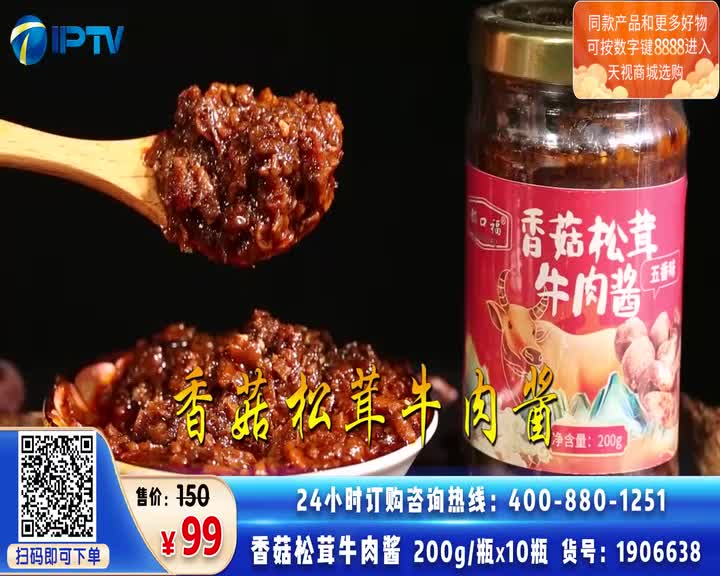 IPTV
同款产品和更多好物
可按数字键8888进入
天视商城选购
口福
香菇松茸
牛肉酱
五香味
净含量：200g
香菇松茸牛肉酱
扫码即可下单
售价：150
¥99
24小时订购咨询热线：400-880-1251
香菇松茸牛肉酱 200g/瓶x10瓶 货号：1906638